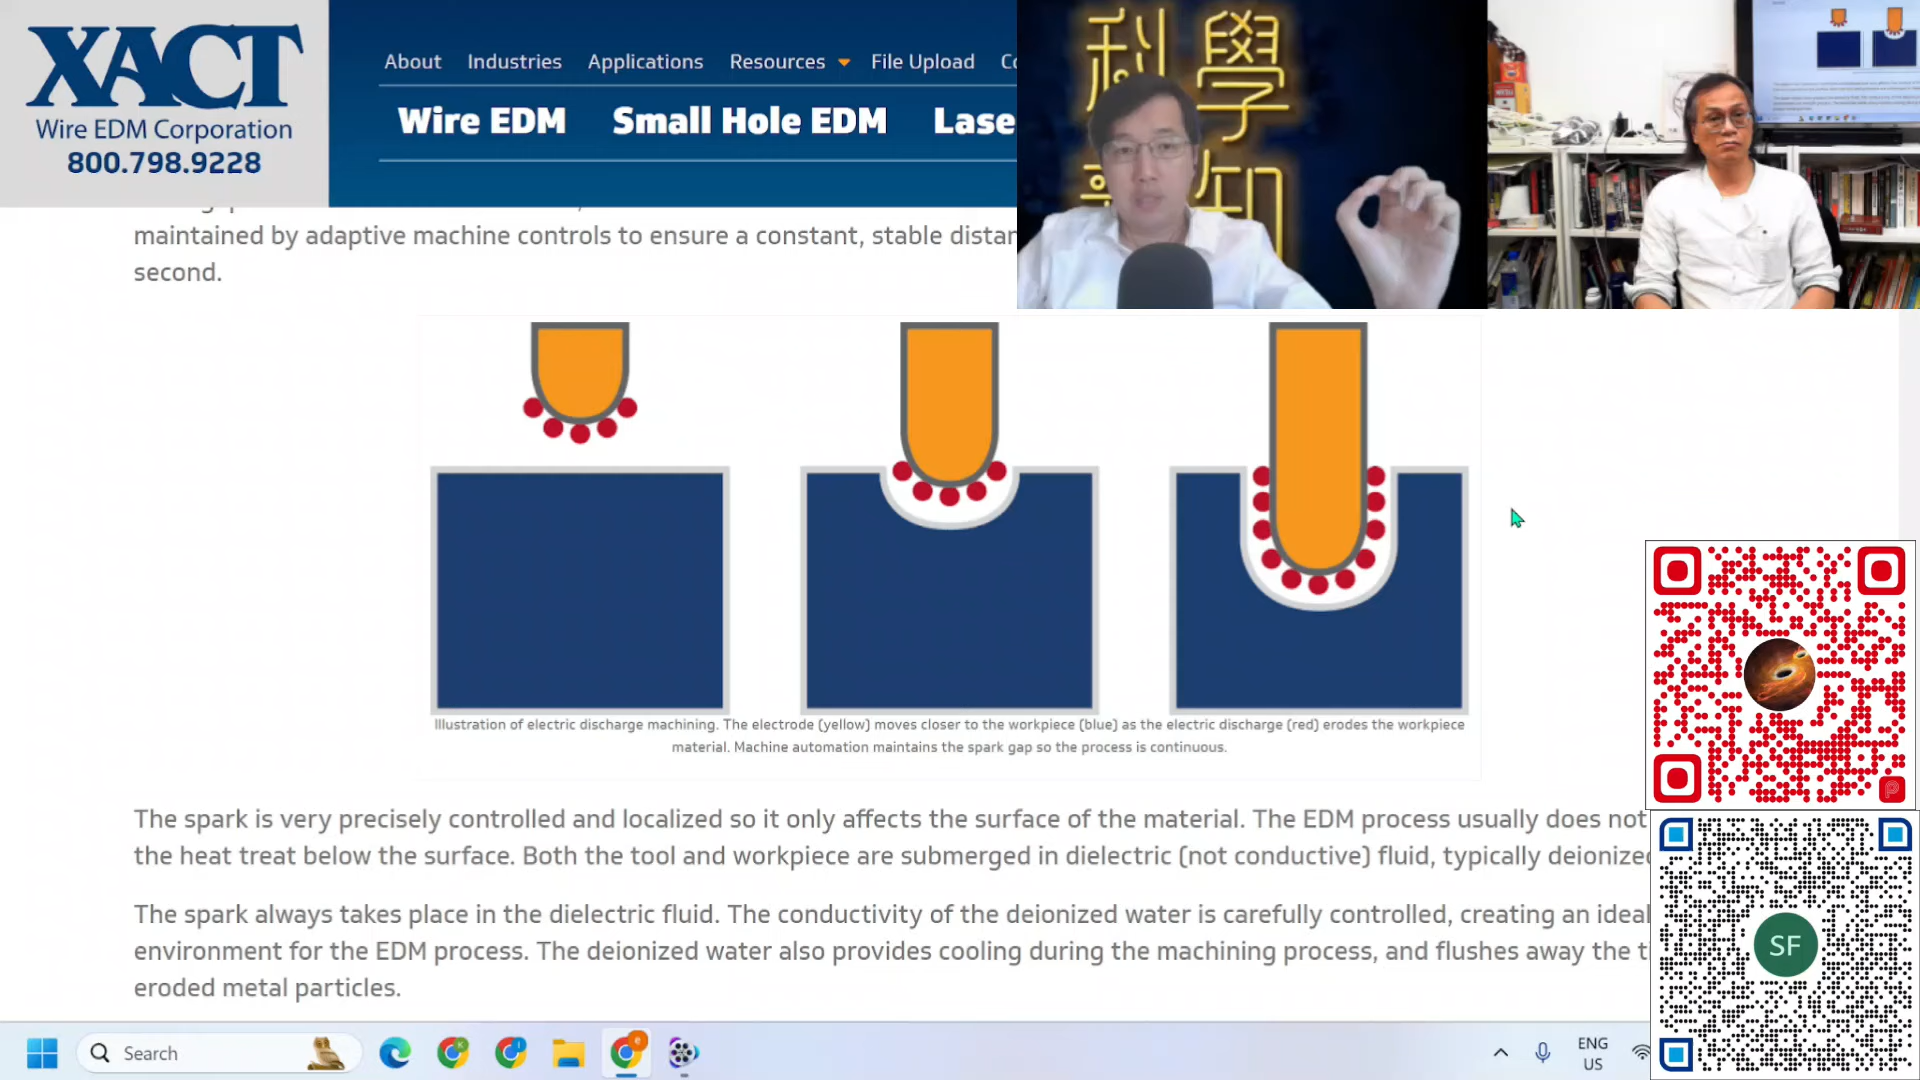 XACT
Wire EDM Corporation
800.798.9228
About Industries Applications Resources File Upload
Wire EDM Small Hole EDM
科學
知
maintained by adaptive machine controls to ensure a constant, stable
second.
Illustration of electric discharge machining. The electrode (yellow) moves closer to the workpiece (blue) as the electric discharge (red) erodes the workpiece
material. Machine automation maintains the spark gap so the process is continuous.
The spark is very precisely controlled and localized so it only affects the surface of the material. The EDM process usually does not
the heat treat below the surface. Both the tool and workpiece are submerged in dielectric (not conductive) fluid, typically
The spark always takes place in the dielectric fluid. The conductivity of the deionized water is carefully controlled, creating an ideal
environment for the EDM process. The deionized water also provides cooling during the machining process, and flushes away the
eroded metal particles.
SF
Search
ENG
US